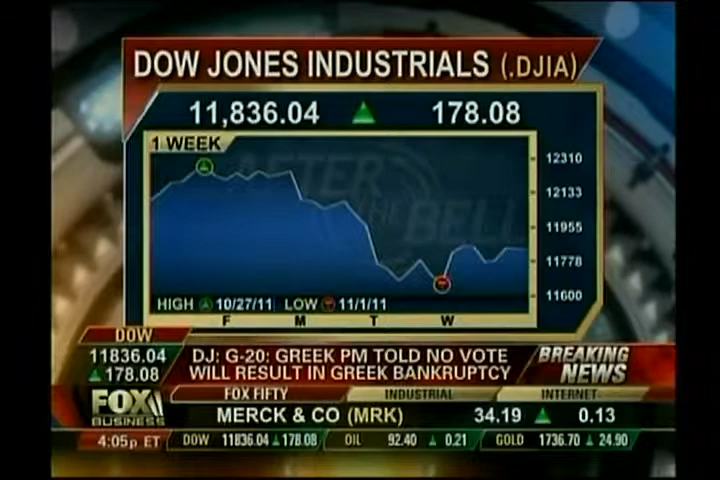 DOW JONES INDUSTRIALS (.DJIA)
11,836.04 178.08
1 WEEK
AFTER
THE
BELL
12310
12133
11955
11778
11600
HIGH 10/27/11 LOW 11/1/11
F M T W
DOW
11836.04
178.08
DJ: G-20: GREEK PM TOLD NO VOTE
WILL RESULT IN GREEK BANKRUPTCY
BREAKING
NEWS
FOX
BUSINESS
FOX FIFTY INDUSTRIAL INTERNET
MERCK & CO (MRK) 34.19 0.13
4:05p ET DOW 11836.04 178.08 OIL 92.40 0.21 GOLD 1736.70 24.90